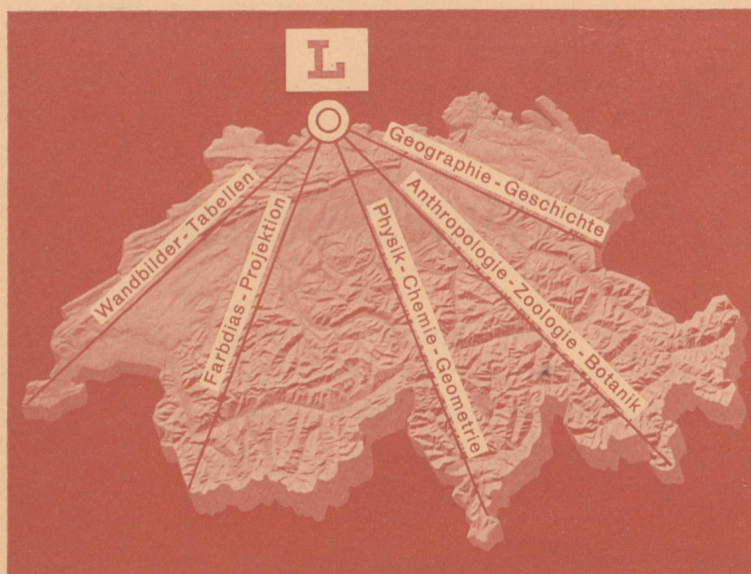 L
Wandbilder-Tabellen
Farbdias-Projektion
Physik-Chemie-Geometrie
Anthropologie-Zoologie-Botanik
Geographie-Geschichte